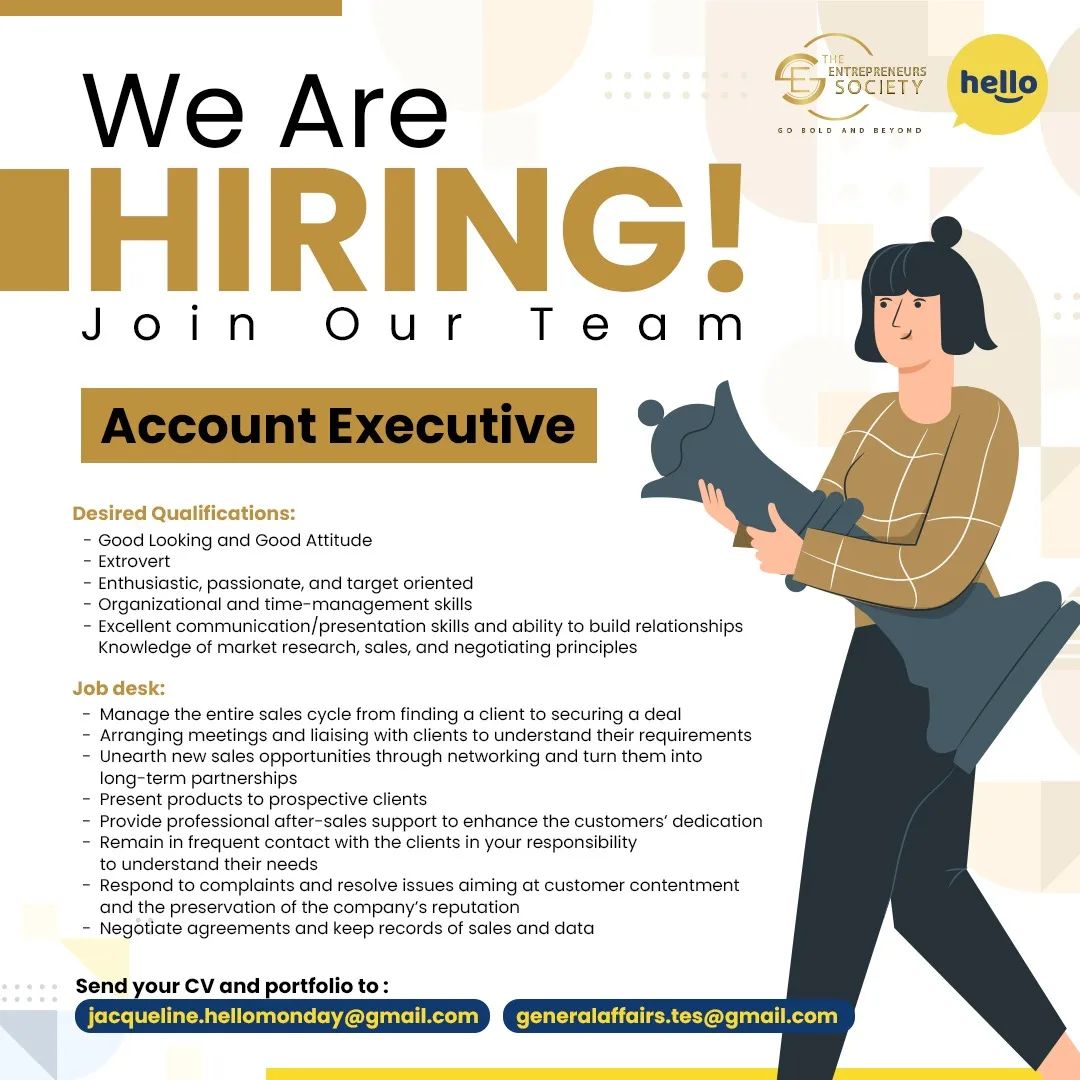 THE
ENTREPRENEURS
SOCIETY
GO BOLD AND BEYOND
hello
We Are
HIRING!
Join Our Team
Account Executive
Desired Qualifications:
- Good Looking and Good Attitude
- Extrovert
- Enthusiastic, passionate, and target oriented
- Organizational and time-management skills
- Excellent communication/presentation skills and ability to build relationships
Knowledge of market research, sales, and negotiating principles
Job desk:
- Manage the entire sales cycle from finding a client to securing a deal
- Arranging meetings and liaising with clients to understand their requirements
- Unearth new sales opportunities through networking and turn them into
long-term partnerships
- Present products to prospective clients
- Provide professional after-sales support to enhance the customers’ dedication
- Remain in frequent contact with the clients in your responsibility
to understand their needs
- Respond to complaints and resolve issues aiming at customer contentment
and the preservation of the company’s reputation
- Negotiate agreements and keep records of sales and data
Send your CV and portfolio to :
jacqueline.hellomonday@gmail.com generalaffairs.tes@gmail.com